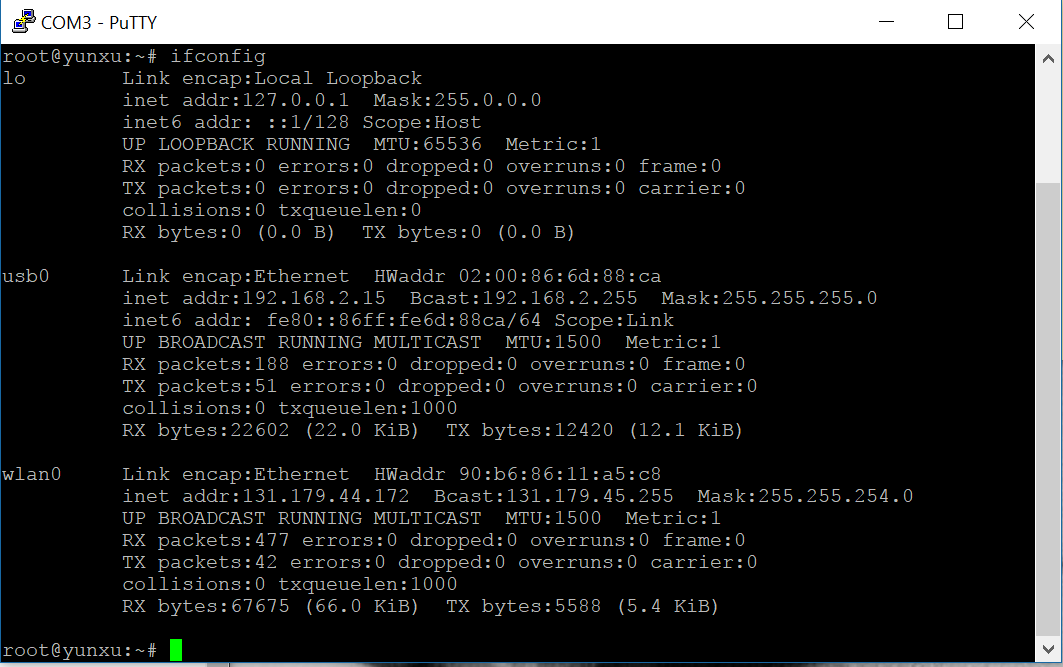 COM3 - PuTTY
root@yunxu:~# ifconfig
lo Link encap:Local Loopback
inet addr:127.0.0.1 Mask:255.0.0.0
inet6 addr: ::1/128 Scope:Host
UP LOOPBACK RUNNING MTU:65536 Metric:1
RX packets:0 errors:0 dropped:0 overruns:0 frame:0
TX packets:0 errors:0 dropped:0 overruns:0 carrier:0
collisions:0 txqueuelen:0
RX bytes:0 (0.0 B) TX bytes:0 (0.0 B)
usb0 Link encap:Ethernet HWaddr 02:00:86:6d:88:ca
inet addr:192.168.2.15 Bcast:192.168.2.255 Mask:255.255.255.0
inet6 addr: fe80::86ff:fe6d:88ca/64 Scope:Link
UP BROADCAST RUNNING MULTICAST MTU:1500 Metric:1
RX packets:188 errors:0 dropped:0 overruns:0 frame:0
TX packets:51 errors:0 dropped:0 overruns:0 carrier:0
collisions:0 txqueuelen:1000
RX bytes:22602 (22.0 KiB) TX bytes:12420 (12.1 KiB)
wlan0 Link encap:Ethernet HWaddr 90:b6:86:11:a5:c8
inet addr:131.179.44.172 Bcast:131.179.45.255 Mask:255.255.254.0
UP BROADCAST RUNNING MULTICAST MTU:1500 Metric:1
RX packets:477 errors:0 dropped:0 overruns:0 frame:0
TX packets:42 errors:0 dropped:0 overruns:0 carrier:0
collisions:0 txqueuelen:1000
RX bytes:67675 (66.0 KiB) TX bytes:5588 (5.4 KiB)
root@yunxu:~#